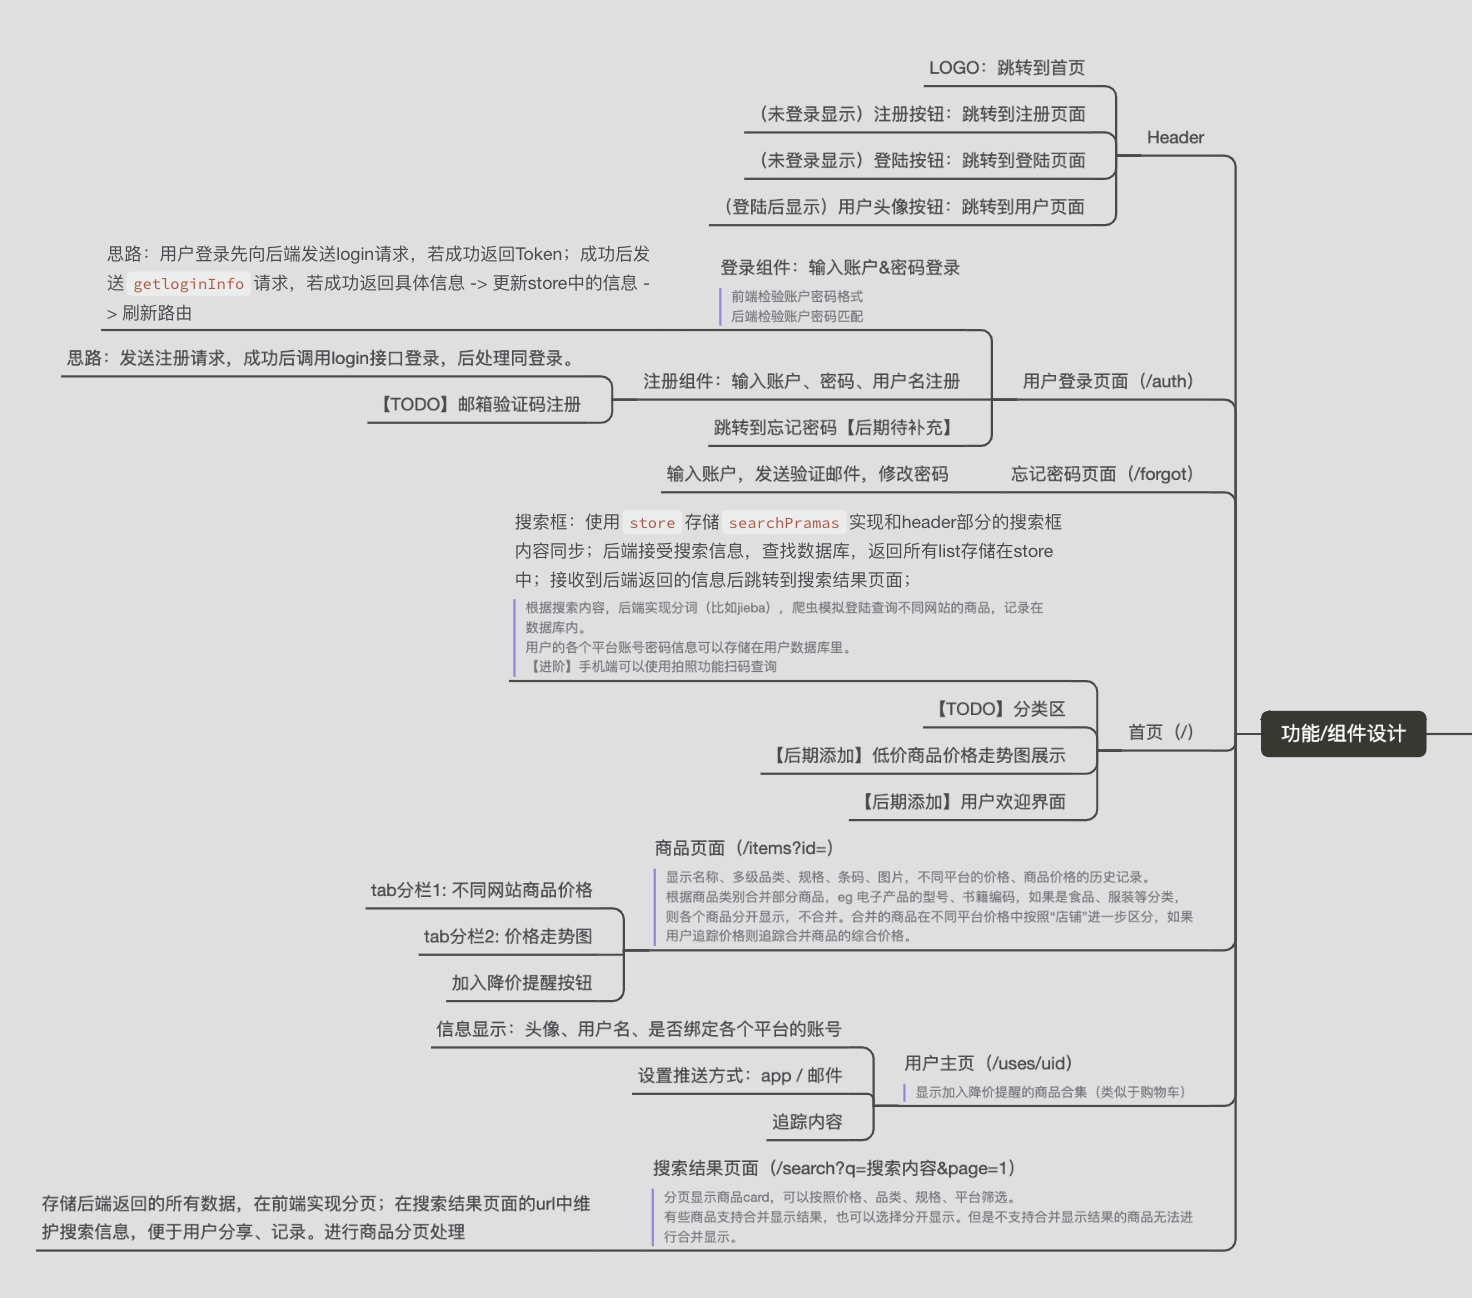 LOGO：跳转到首页
（未登录显示）注册按钮：跳转到注册页面
Header
（未登录显示）登陆按钮：跳转到登陆页面
（登陆后显示）用户头像按钮：跳转到用户页面
思路：用户登录先向后端发送login请求，若成功返回Token；成功后发
送 getloginInfo 请求，若成功返回具体信息 -> 更新store中的信息 -
> 刷新路由
登录组件：输入账户&密码登录
前端检验账户密码格式
后端检验账户密码匹配
思路：发送注册请求，成功后调用login接口登录，后处理同登录。
【TODO】邮箱验证码注册
注册组件：输入账户、密码、用户名注册
用户登录页面（/auth）
跳转到忘记密码【后期待补充】
输入账户，发送验证邮件，修改密码
忘记密码页面（/forgot）
搜索框：使用 store 存储 searchPramas 实现和header部分的搜索框
内容同步；后端接受搜索信息，查找数据库，返回所有list存储在store
中；接收到后端返回的信息后跳转到搜索结果页面；
根据搜索内容，后端实现分词（比如jieba），爬虫模拟登陆查询不同网站的商品，记录在
数据库内。
用户的各个平台账号密码信息可以存储在用户数据库里。
【进阶】手机端可以使用拍照功能扫码查询
【TODO】分类区
首页（/）
功能/组件设计
【后期添加】低价商品价格走势图展示
【后期添加】用户欢迎界面
商品页面（/items?id=）
显示名称、多级品类、规格、条码、图片，不同平台的价格、商品价格的历史记录。
根据商品类别合并部分商品，eg 电子产品的型号、书籍编码，如果是食品、服装等分类，
则各个商品分开显示，不合并。合并的商品在不同平台价格中按照“店铺”进一步区分，如果
用户追踪价格则追踪合并商品的综合价格。
tab分栏1: 不同网站商品价格
tab分栏2: 价格走势图
加入降价提醒按钮
信息显示：头像、用户名、是否绑定各个平台的账号
用户主页（/uses/uid）
显示加入降价提醒的商品合集（类似于购物车）
设置推送方式：app / 邮件
追踪内容
搜索结果页面（/search?q=搜索内容&page=1）
分页显示商品card，可以按照价格、品类、规格、平台筛选。
有些商品支持合并显示结果，也可以选择分开显示。但是不支持合并显示结果的商品无法进
行合并显示。
存储后端返回的所有数据，在前端实现分页；在搜索结果页面的url中维
护搜索信息，便于用户分享、记录。进行商品分页处理